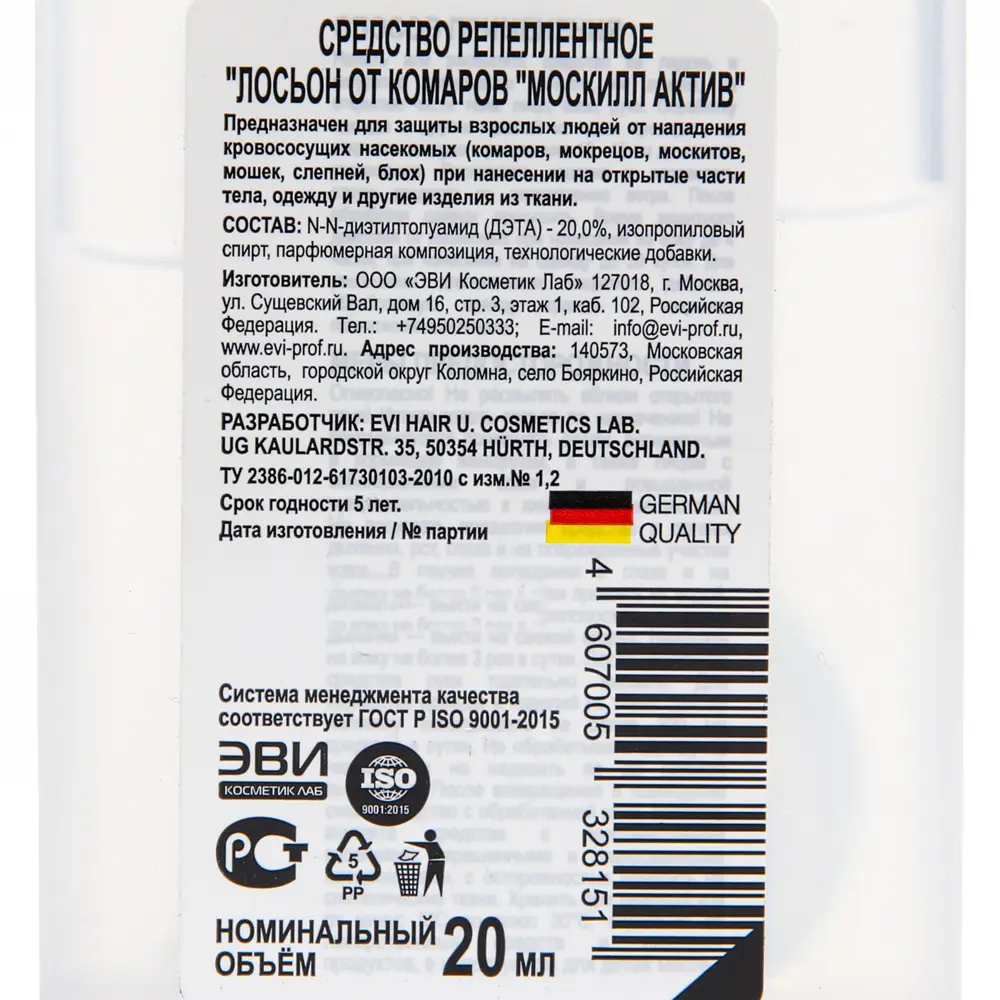 СРЕДСТВО РЕПЕЛЛЕНТНОЕ
"ЛОСЬОН ОТ КОМАРОВ "МОСКИЛЛ АКТИВ"
Предназначен для защиты взрослых людей от нападения
кровососущих насекомых (комаров, мокрецов, москитов,
мошек, слепней, блох) при нанесении на открытые части
тела, одежду и другие изделия из ткани.
СОСТАВ: N-N-диэтилтолуамид (ДЭТА) - 20,0%, изопропиловый
спирт, парфюмерная композиция, технологические добавки.
Изготовитель: ООО «ЭВИ Косметик Лаб» 127018, г. Москва,
ул. Сущевский Вал, дом 16, стр. 3, этаж 1, каб. 102, Российская
Федерация. Тел.: +74950250333; E-mail: info@evi-prof.ru,
www.evi-prof.ru. Адрес производства: 140573, Московская
область, городской округ Коломна, село Бояркино, Российская
Федерация.
РАЗРАБОТЧИК: EVI HAIR U. COSMETICS LAB.
UG KAULARDSTR. 35, 50354 HÜRTH, DEUTSCHLAND.
ТУ 2386-012-61730103-2010 с изм.№ 1,2
Срок годности 5 лет.
Дата изготовления / № партии
GERMAN
QUALITY
4 607005 328151
Система менеджмента качества
соответствует ГОСТ Р ISO 9001-2015
ЭВИ
КОСМЕТИК ЛАБ
ISO
9001:2015
РСТ
5
PP
НОМИНАЛЬНЫЙ
ОБЪЁМ 20 МЛ